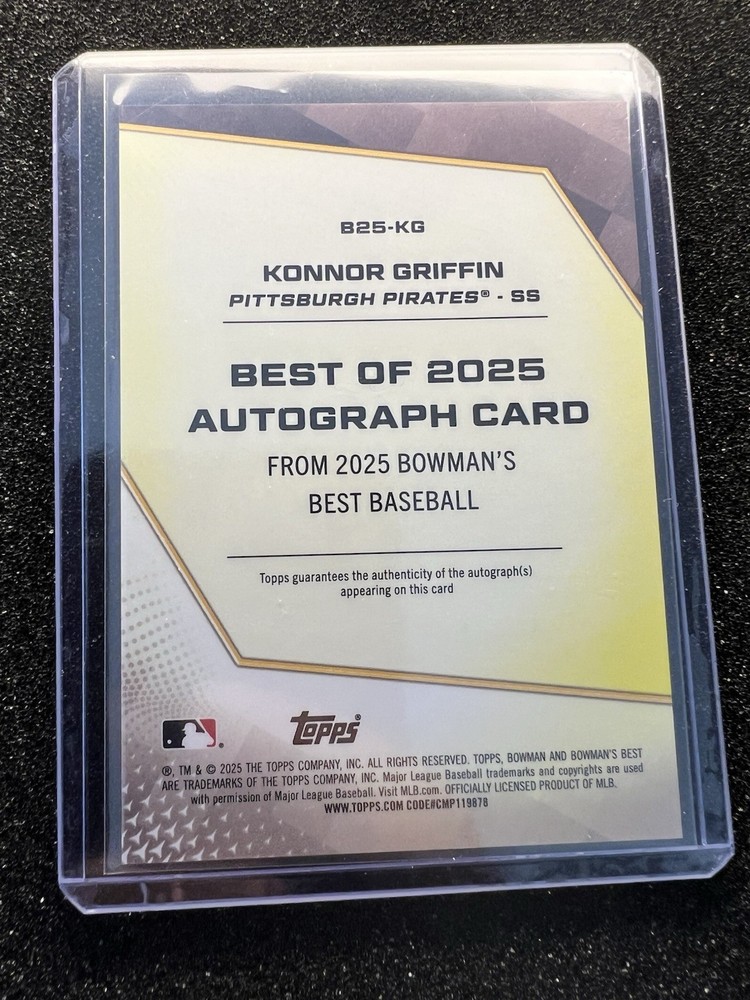 B25-KG
KONNOR GRIFFIN
PITTSBURGH PIRATES® - SS
BEST OF 2025
AUTOGRAPH CARD
FROM 2025 BOWMAN'S
BEST BASEBALL
Topps guarantees the authenticity of the autograph(s)
appearing on this card
topps®
®, TM & © 2025 THE TOPPS COMPANY, INC. ALL RIGHTS RESERVED. TOPPS, BOWMAN AND BOWMAN'S BEST
ARE TRADEMARKS OF THE TOPPS COMPANY, INC. Major League Baseball trademarks and copyrights are used
with permission of Major League Baseball. Visit MLB.com. OFFICIALLY LICENSED PRODUCT OF MLB.
WWW.TOPPS.COM CODE#CMP119878